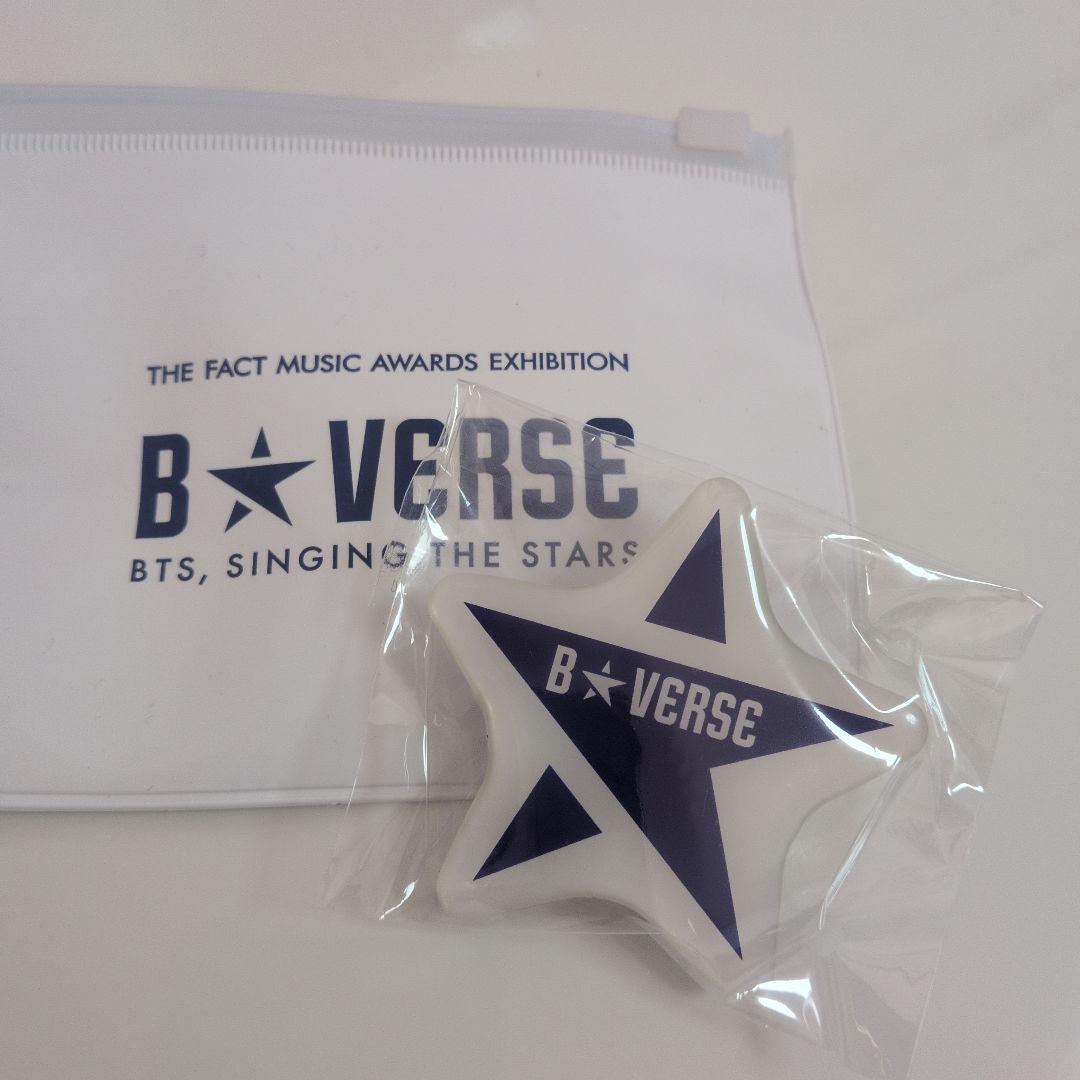 THE FACT MUSIC AWARDS EXHIBITION
B★VERSE
BTS, SINGING THE STARS
B★VERSE